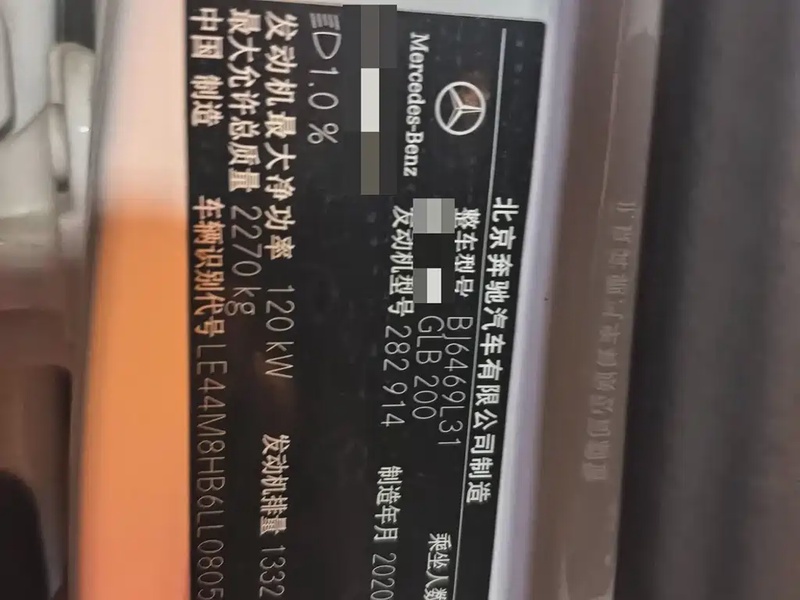 北京奔驰汽车有限公司制造
Mercedes-Benz
整车型号 BJ6469L31 乘坐人数
GLB 200
发动机型号 282 914 制造年月 2020
1.0 %
发动机最大净功率 120 kW 发动机排量 1332
最大允许总质量 2270 kg
中国 制造 车辆识别代号 LE44M8HB6LL0805